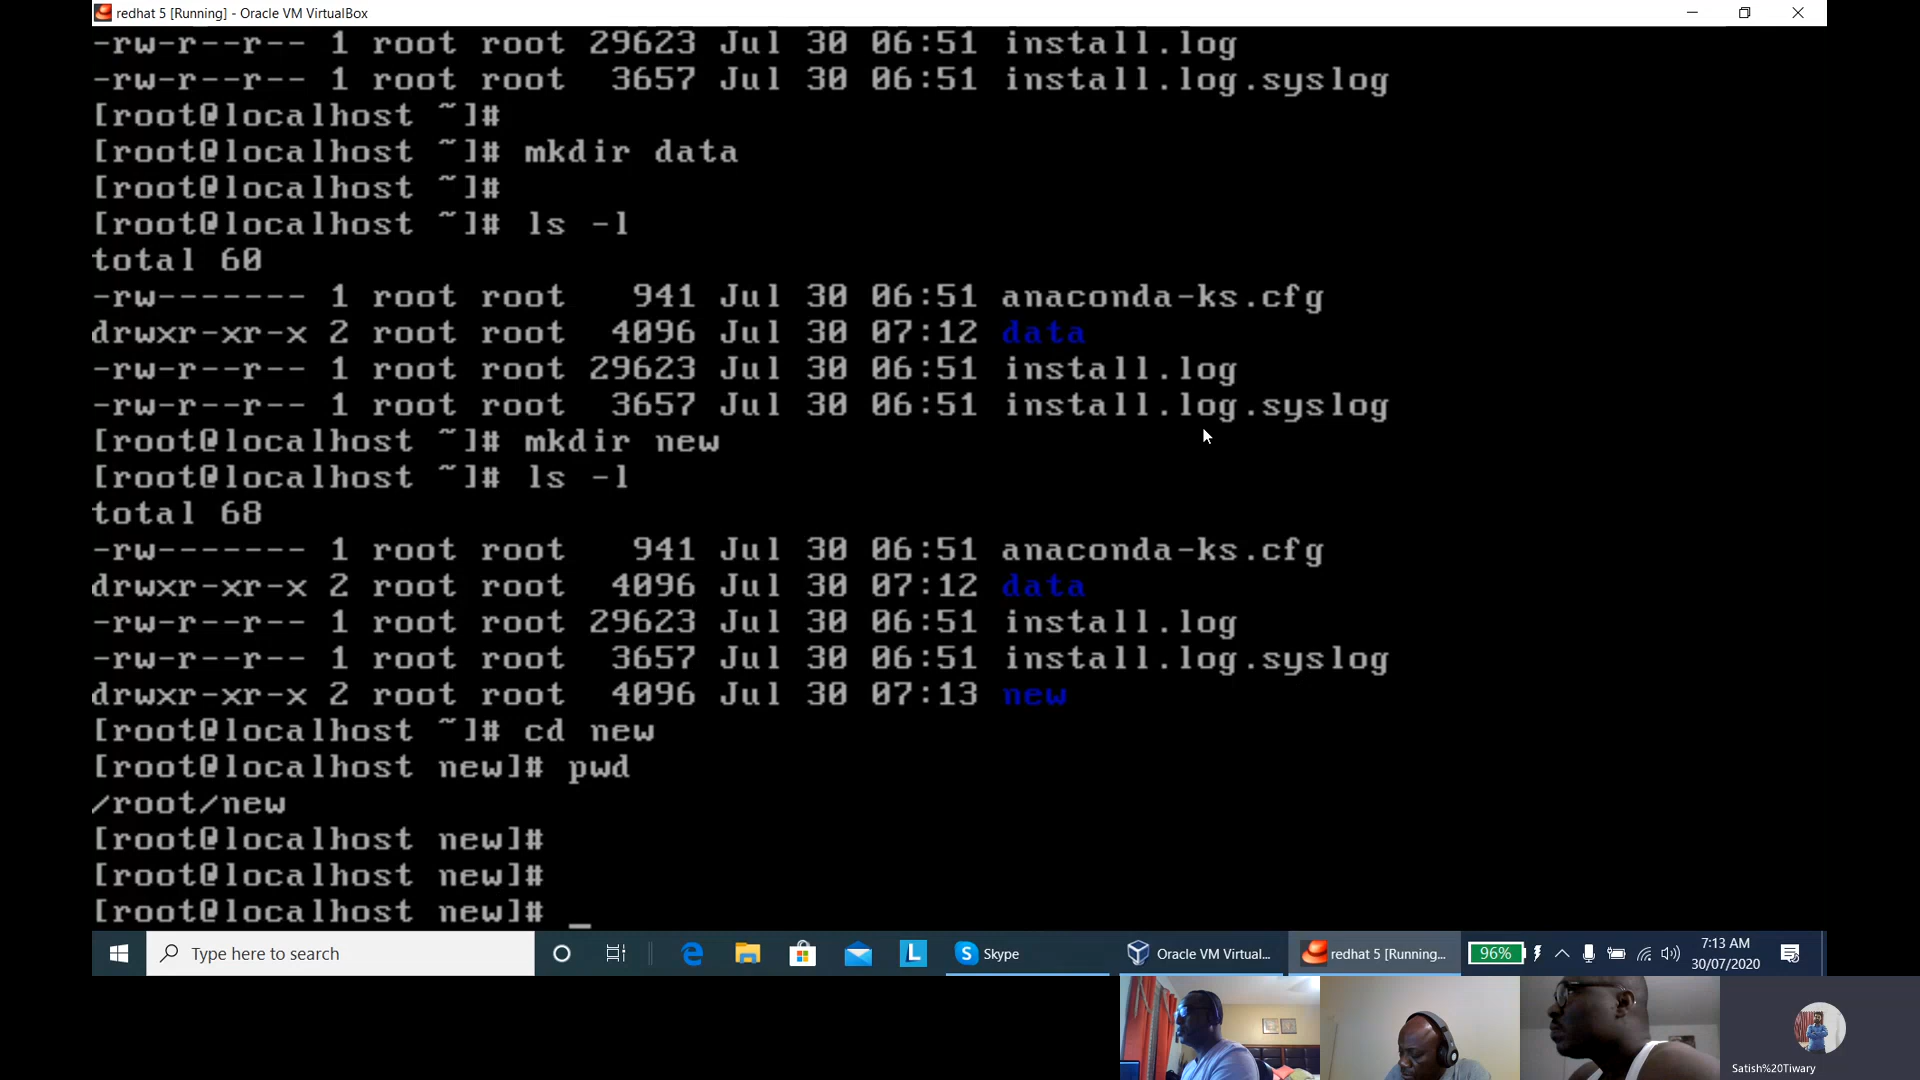 redhat 5 [Running] - Oracle VM VirtualBox
-rw-r--r-- 1 root root 29623 Jul 30 06:51 install.log
-rw-r--r-- 1 root root  3657 Jul 30 06:51 install.log.syslog
[root@localhost ~]#
[root@localhost ~]# mkdir data
[root@localhost ~]#
[root@localhost ~]# ls -l
total 60
-rw------- 1 root root   941 Jul 30 06:51 anaconda-ks.cfg
drwxr-xr-x 2 root root  4096 Jul 30 07:12 data
-rw-r--r-- 1 root root 29623 Jul 30 06:51 install.log
-rw-r--r-- 1 root root  3657 Jul 30 06:51 install.log.syslog
[root@localhost ~]# mkdir new
[root@localhost ~]# ls -l
total 68
-rw------- 1 root root   941 Jul 30 06:51 anaconda-ks.cfg
drwxr-xr-x 2 root root  4096 Jul 30 07:12 data
-rw-r--r-- 1 root root 29623 Jul 30 06:51 install.log
-rw-r--r-- 1 root root  3657 Jul 30 06:51 install.log.syslog
drwxr-xr-x 2 root root  4096 Jul 30 07:13 new
[root@localhost ~]# cd new
[root@localhost new]# pwd
/root/new
[root@localhost new]#
[root@localhost new]#
[root@localhost new]# _
Type here to search
L
Skype
Oracle VM Virtual...
redhat 5 [Running...
96%
7:13 AM
30/07/2020
Satish%20Tiwary